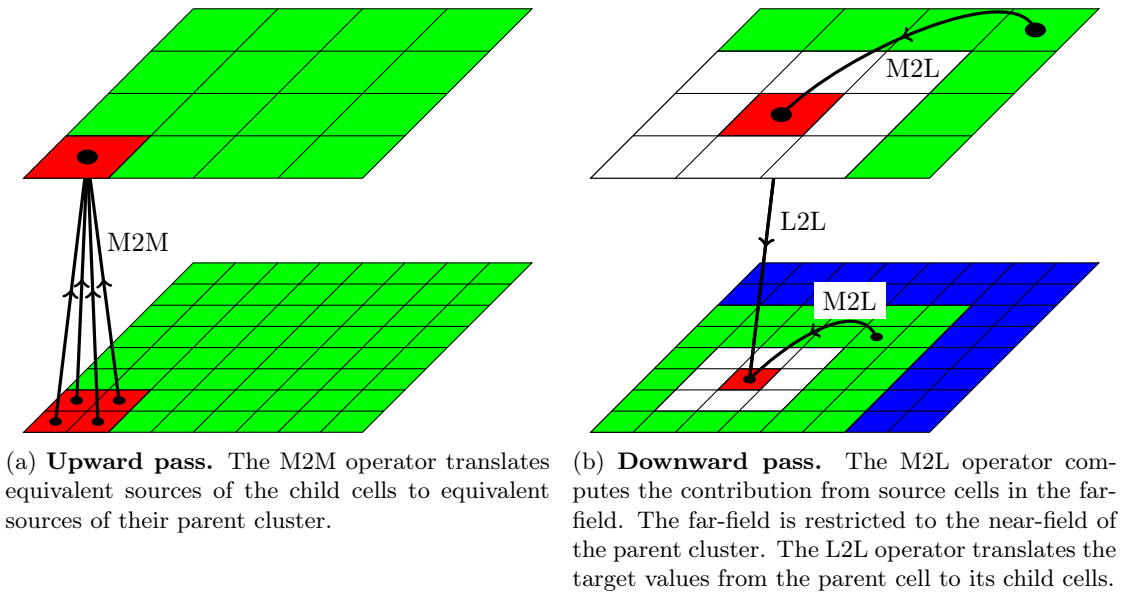 M2L
M2M
L2L
M2L
(a) Upward pass. The M2M operator translates
equivalent sources of the child cells to equivalent
sources of their parent cluster.
(b) Downward pass. The M2L operator com-
putes the contribution from source cells in the far-
field. The far-field is restricted to the near-field of
the parent cluster. The L2L operator translates the
target values from the parent cell to its child cells.